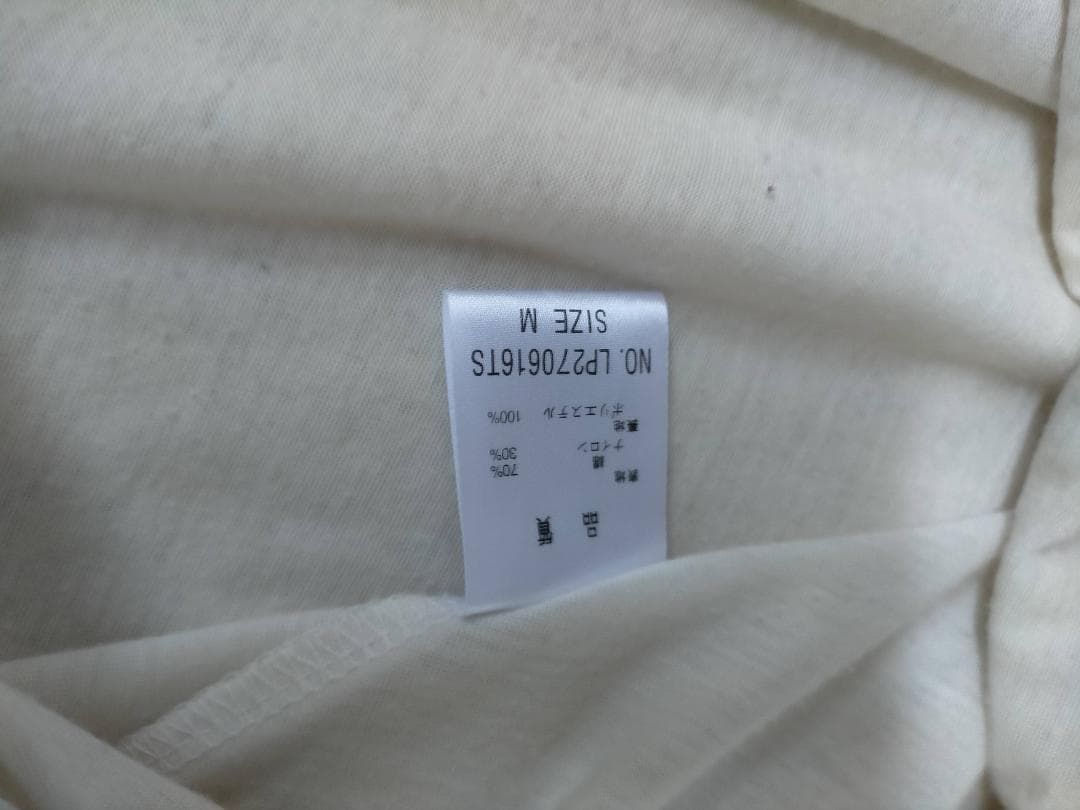 品質
表地
綿 70%
ナイロン 30%
裏地
ポリエステル 100%
NO. LP270616TS
SIZE M